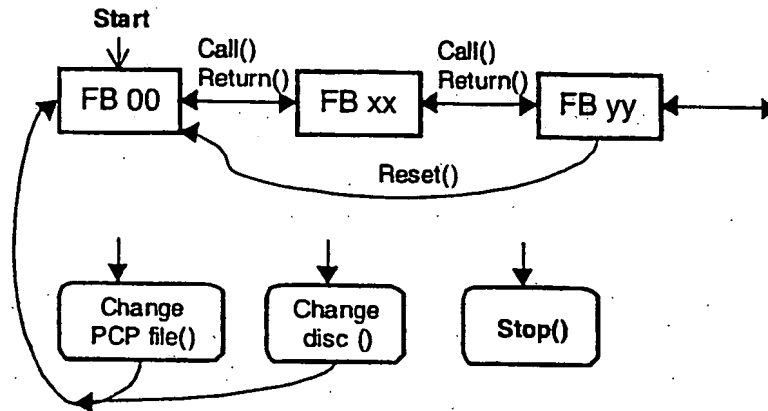 Start
Call()
Return()
Call()
Return()
FB 00
FB xx
FB yy
Reset()
Change
PCP file()
Change
disc ()
Stop()